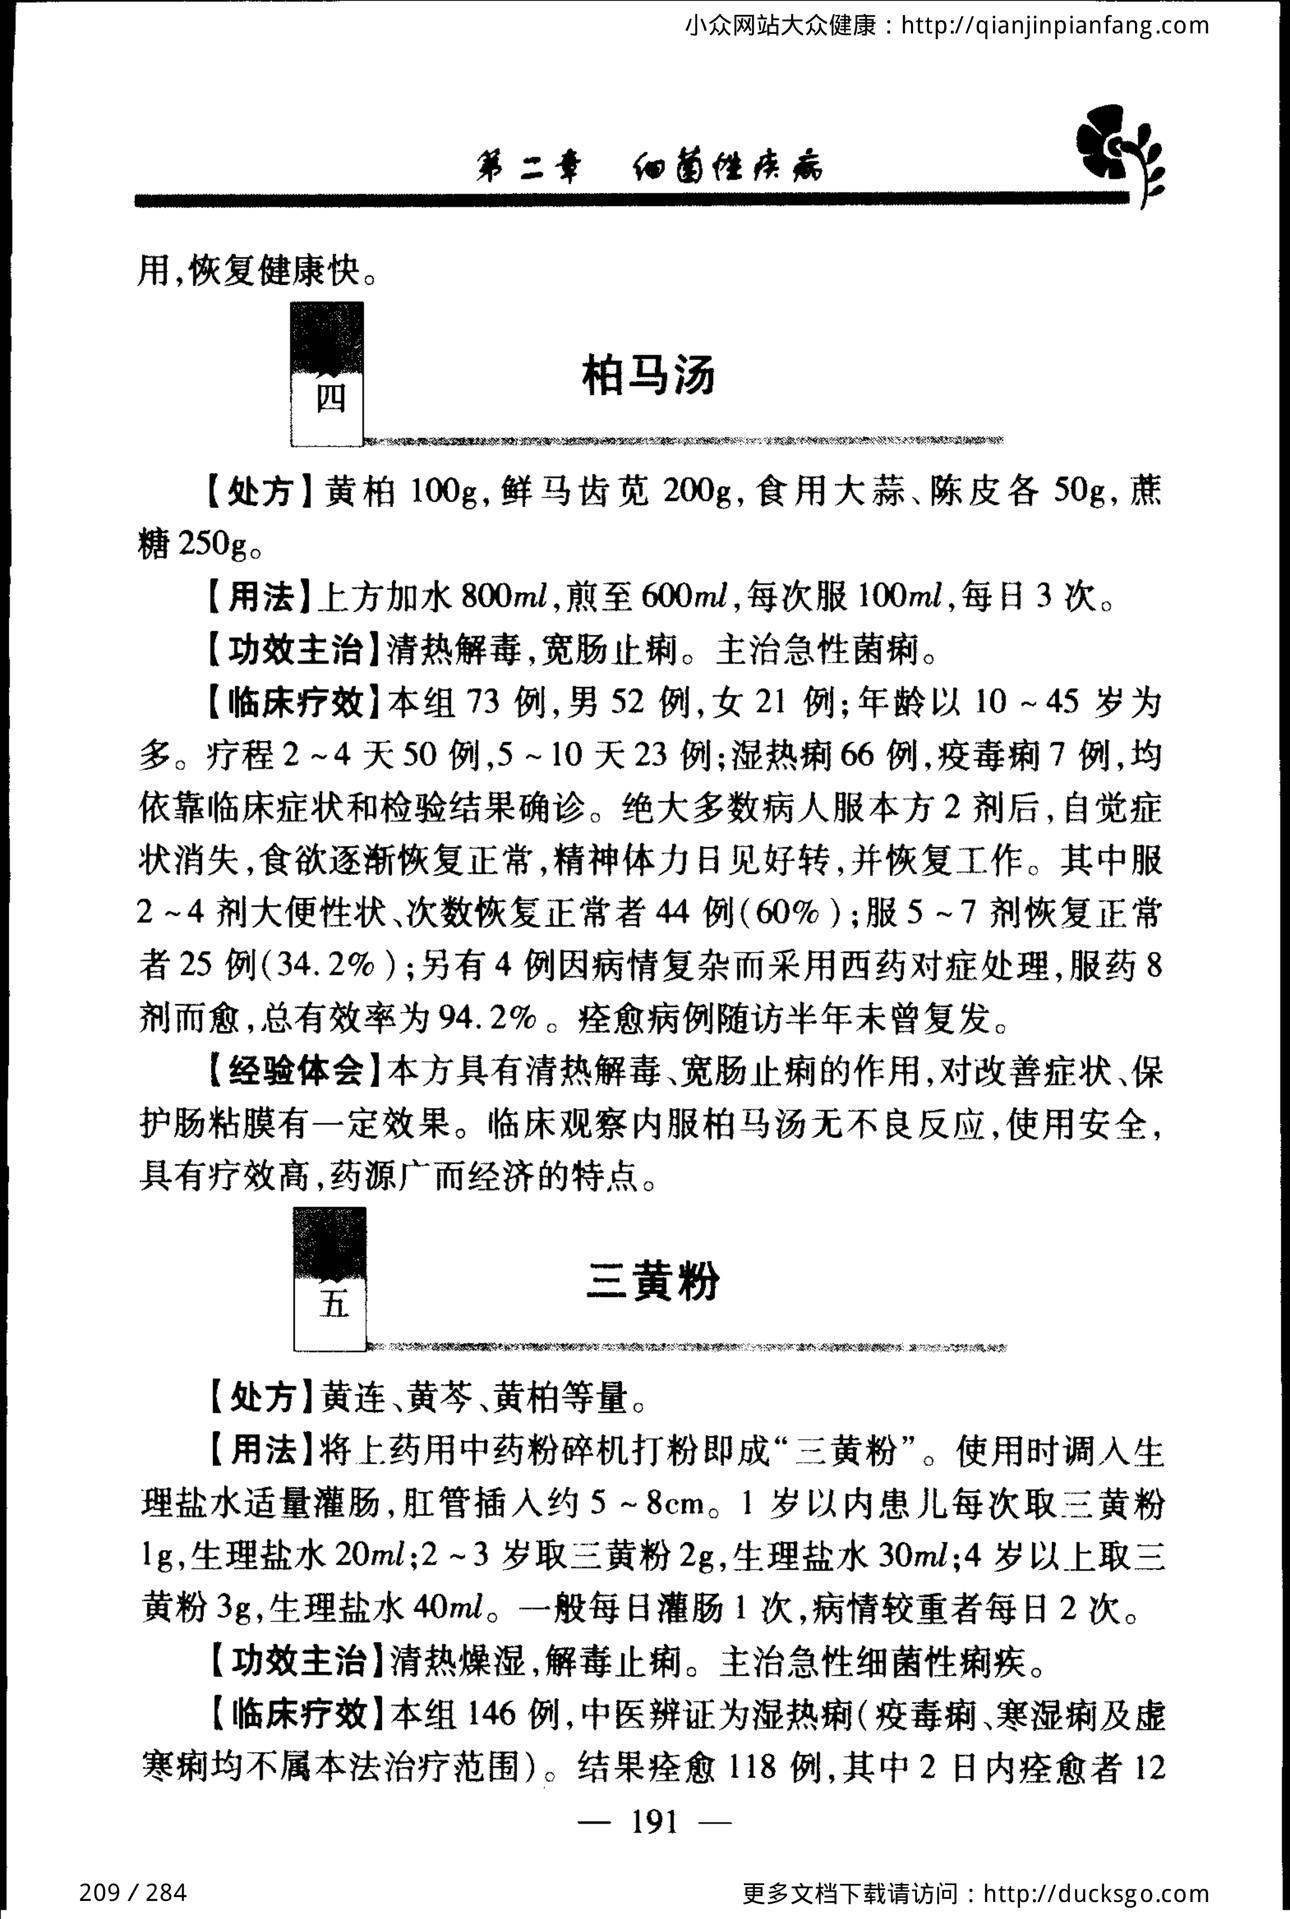 小众网站大众健康：http://qianjinpianfang.com
第二章 细菌性疾病
用,恢复健康快。
四
柏马汤
【处方】黄柏 100g,鲜马齿苋 200g,食用大蒜、陈皮各 50g,蔗
糖 250g。
【用法】上方加水 800ml,煎至 600ml,每次服 100ml,每日 3 次。
【功效主治】清热解毒,宽肠止痢。主治急性菌痢。
【临床疗效】本组 73 例,男 52 例,女 21 例;年龄以 10 ~ 45 岁为
多。疗程 2 ~ 4 天 50 例,5 ~ 10 天 23 例;湿热痢 66 例,疫毒痢 7 例,均
依靠临床症状和检验结果确诊。绝大多数病人服本方 2 剂后,自觉症
状消失,食欲逐渐恢复正常,精神体力日见好转,并恢复工作。其中服
2 ~ 4 剂大便性状、次数恢复正常者 44 例(60%);服 5 ~ 7 剂恢复正常
者 25 例(34.2%);另有 4 例因病情复杂而采用西药对症处理,服药 8
剂而愈,总有效率为 94.2%。痊愈病例随访半年未曾复发。
【经验体会】本方具有清热解毒、宽肠止痢的作用,对改善症状、保
护肠粘膜有一定效果。临床观察内服柏马汤无不良反应,使用安全,
具有疗效高,药源广而经济的特点。
五
三黄粉
【处方】黄连、黄芩、黄柏等量。
【用法】将上药用中药粉碎机打粉即成“三黄粉”。使用时调入生
理盐水适量灌肠,肛管插入约 5 ~ 8cm。1 岁以内患儿每次取三黄粉
1g,生理盐水 20ml;2 ~ 3 岁取三黄粉 2g,生理盐水 30ml;4 岁以上取三
黄粉 3g,生理盐水 40ml。一般每日灌肠 1 次,病情较重者每日 2 次。
【功效主治】清热燥湿,解毒止痢。主治急性细菌性痢疾。
【临床疗效】本组 146 例,中医辨证为湿热痢(疫毒痢、寒湿痢及虚
寒痢均不属本法治疗范围)。结果痊愈 118 例,其中 2 日内痊愈者 12
— 191 —
209 / 284
更多文档下载请访问：http://ducksgo.com